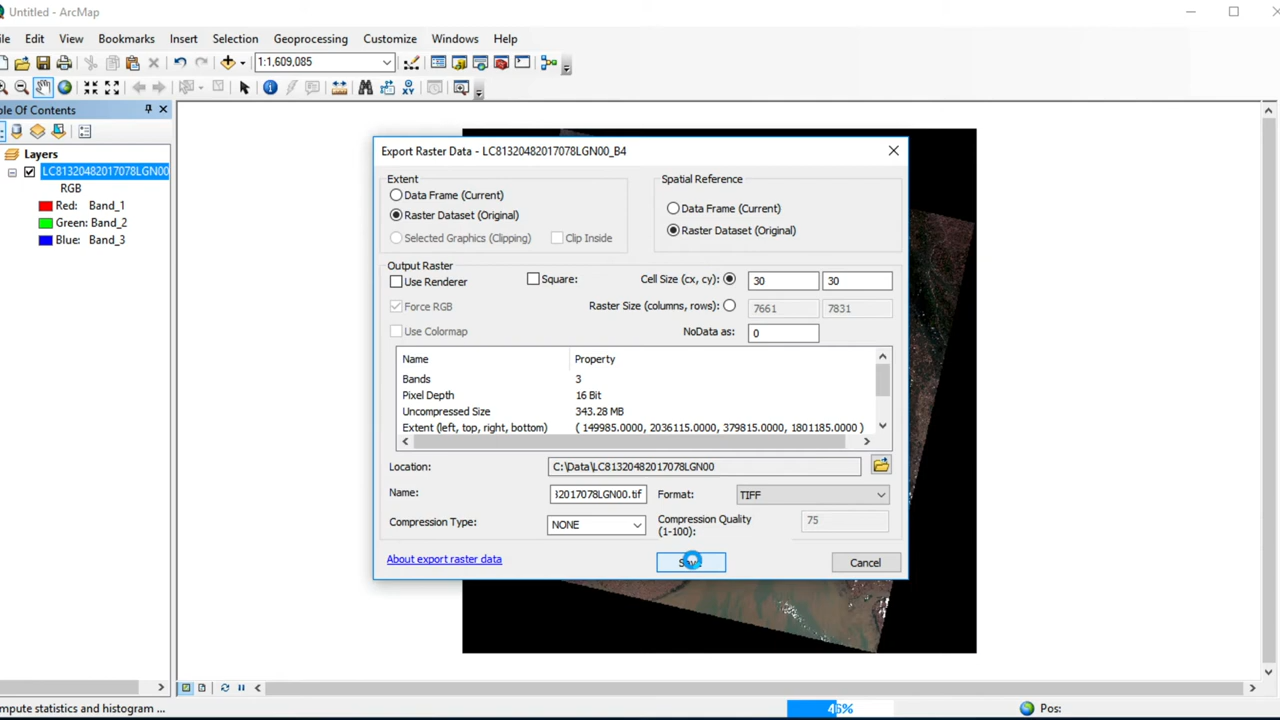 Untitled - ArcMap
ile Edit View Bookmarks Insert Selection Geoprocessing Customize Windows Help
1:1,609,085
ble Of Contents
Layers
LC81320482017078LGN00
RGB
Red: Band_1
Green: Band_2
Blue: Band_3
Export Raster Data - LC81320482017078LGN00_B4
Extent
Data Frame (Current)
Raster Dataset (Original)
Selected Graphics (Clipping) Clip Inside
Spatial Reference
Data Frame (Current)
Raster Dataset (Original)
Output Raster
Use Renderer Square: Cell Size (cx, cy): 30 30
Force RGB Raster Size (columns, rows): 7661 7831
Use Colormap NoData as: 0
Name Property
Bands 3
Pixel Depth 16 Bit
Uncompressed Size 343.28 MB
Extent (left, top, right, bottom) ( 149985.0000, 2036115.0000, 379815.0000, 1801185.0000 )
Location: C:\Data\LC81320482017078LGN00
Name: 32017078LGN00.tif Format: TIFF
Compression Type: NONE Compression Quality (1-100): 75
About export raster data Cancel
mpute statistics and histogram ... 46% Pos: